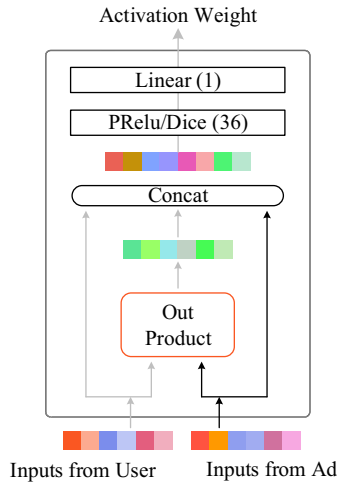 Activation Weight
Linear (1)
PRelu/Dice (36)
Concat
Out
Product
Inputs from User
Inputs from Ad